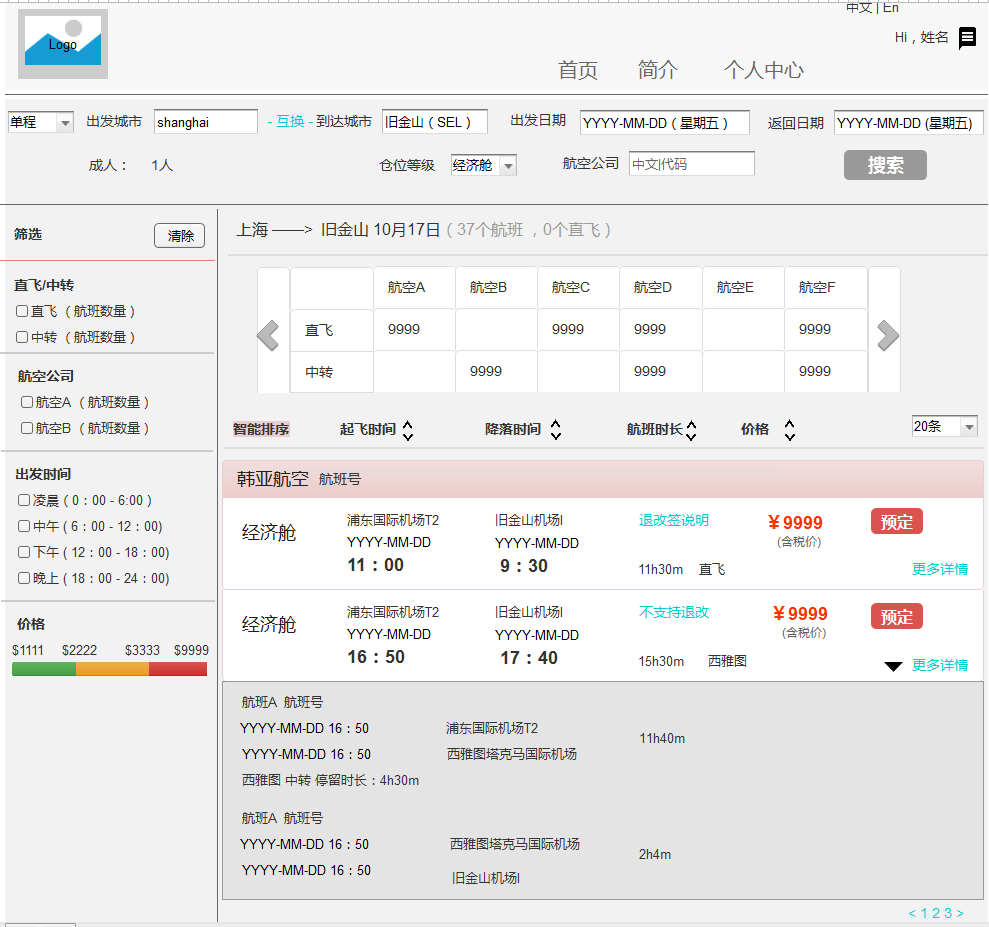 中文 | En
Hi，姓名
Logo
首页 简介 个人中心
单程 出发城市 shanghai - 互换 - 到达城市 旧金山（SEL） 出发日期 YYYY-MM-DD（星期五） 返回日期 YYYY-MM-DD (星期五)
成人： 1人 仓位等级 经济舱 航空公司 中文|代码 搜索
筛选 清除
直飞/中转
直飞（航班数量）
中转（航班数量）
航空公司
航空A（航班数量）
航空B（航班数量）
出发时间
凌晨 ( 0：00 - 6:00 )
中午 ( 6：00 - 12：00)
下午 ( 12：00 - 18：00)
晚上 ( 18：00 - 24：00)
价格
$1111 $2222 $3333 $9999
上海 ——> 旧金山 10月17日（37个航班 ，0个直飞）
航空A 航空B 航空C 航空D 航空E 航空F
直飞 9999 9999 9999 9999
中转 9999 9999 9999
智能排序 起飞时间 降落时间 航班时长 价格 20条
韩亚航空 航班号
经济舱 浦东国际机场T2 旧金山机场I 退改签说明 ￥9999 预定
YYYY-MM-DD YYYY-MM-DD (含税价)
11：00 9：30 11h30m 直飞 更多详情
经济舱 浦东国际机场T2 旧金山机场I 不支持退改 ￥9999 预定
YYYY-MM-DD YYYY-MM-DD (含税价)
16：50 17：40 15h30m 西雅图 更多详情
航班A 航班号
YYYY-MM-DD 16：50 浦东国际机场T2
11h40m
YYYY-MM-DD 16：50 西雅图塔克马国际机场
西雅图 中转 停留时长：4h30m
航班A 航班号
YYYY-MM-DD 16：50 西雅图塔克马国际机场
2h4m
YYYY-MM-DD 16：50 旧金山机场I
< 1 2 3 >